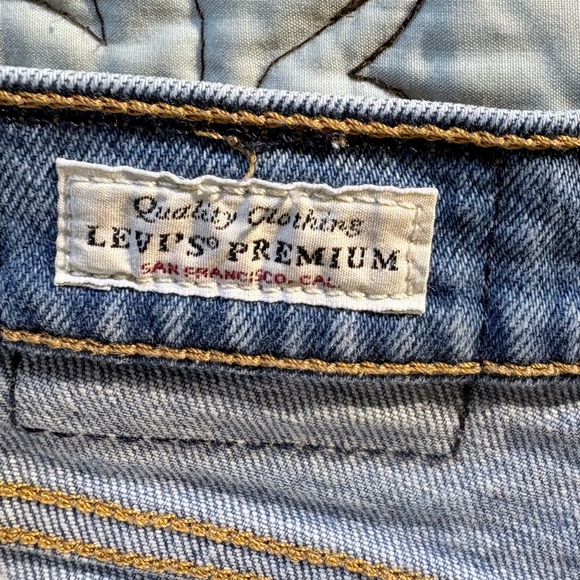 Quality Clothing
LEVI'S® PREMIUM
SAN FRANCISCO, CAL.